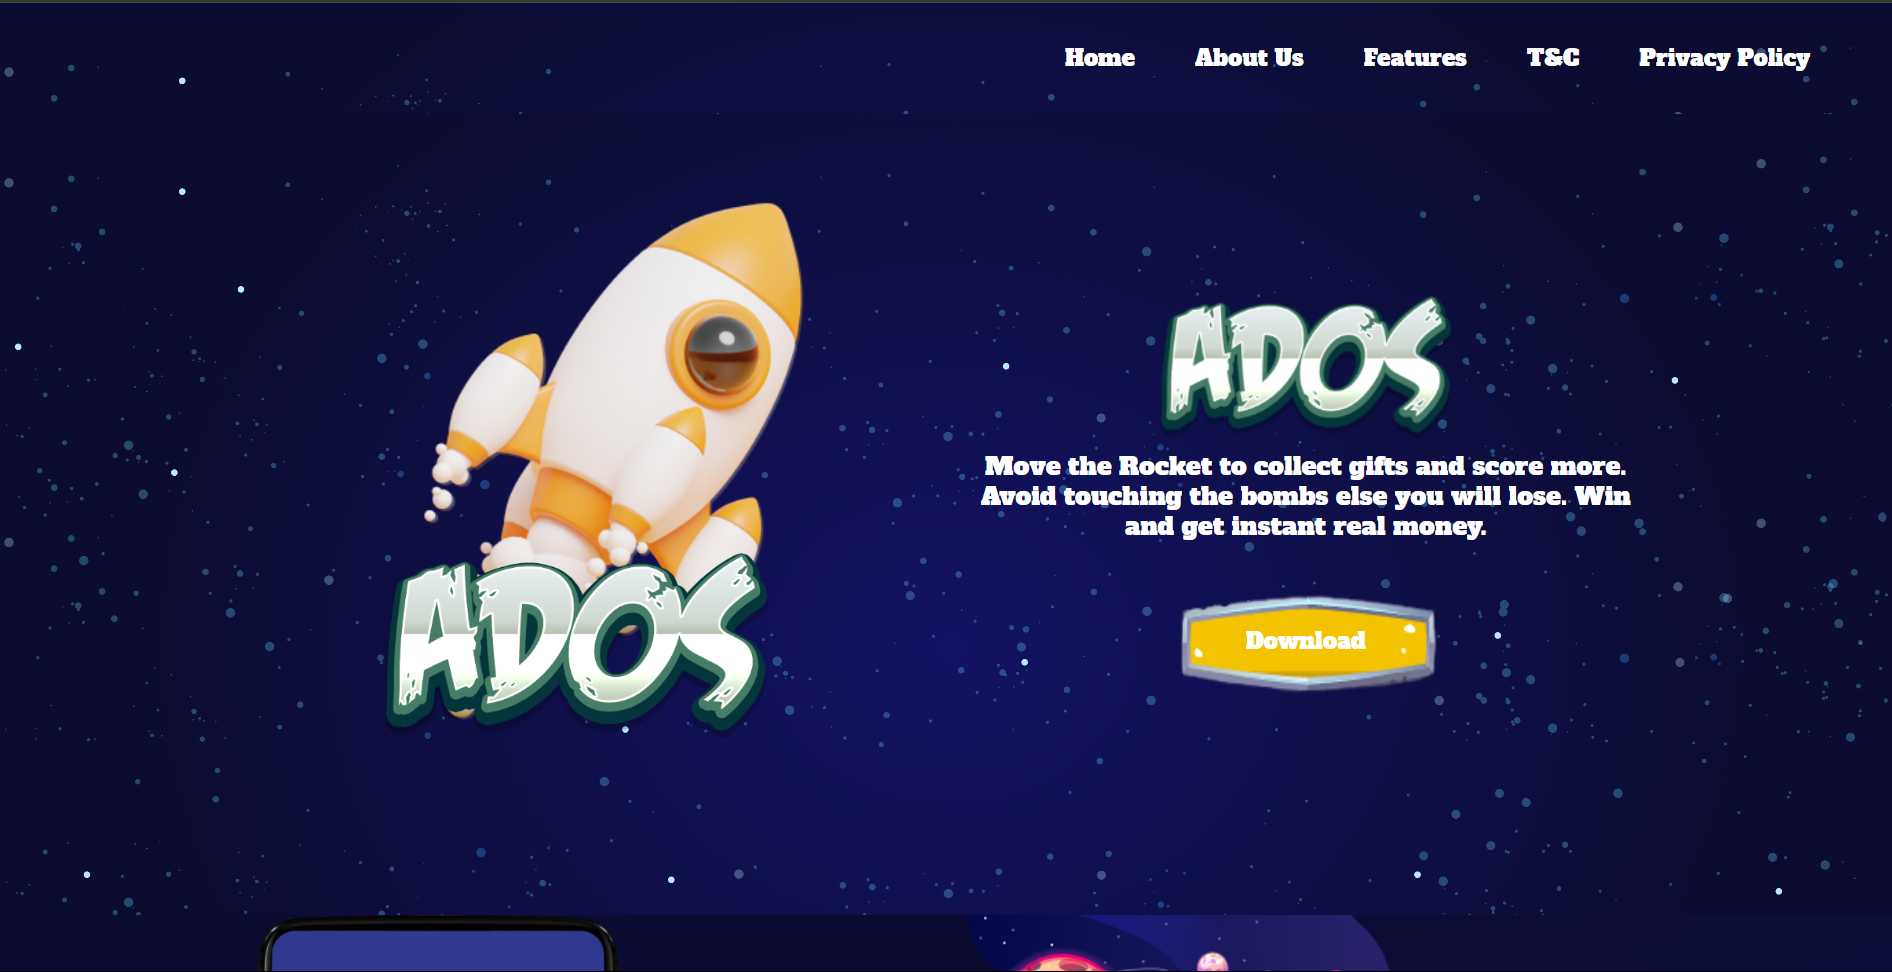 Home About Us Features T&C Privacy Policy
ADOS
Move the Rocket to collect gifts and score more.
Avoid touching the bombs else you will lose. Win
and get instant real money.
Download
ADOS